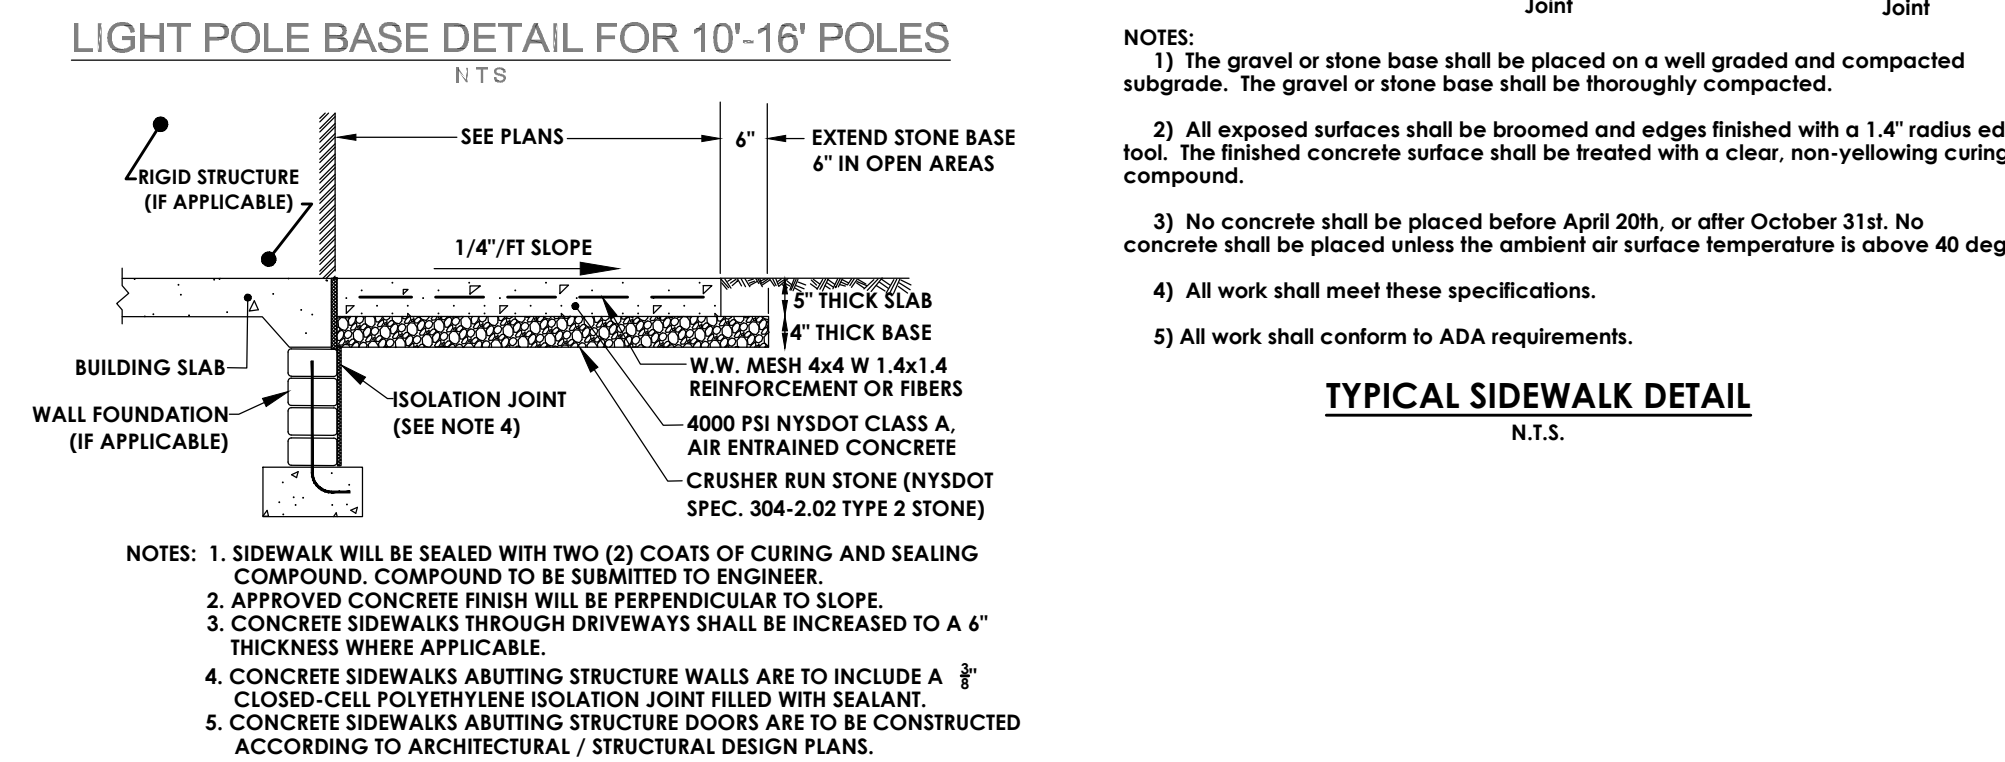 LIGHT POLE BASE DETAIL FOR 10'-16' POLES
NTS
SEE PLANS
6"
EXTEND STONE BASE
6" IN OPEN AREAS
RIGID STRUCTURE
(IF APPLICABLE)
1/4"/FT SLOPE
5" THICK SLAB
4" THICK BASE
BUILDING SLAB
W.W. MESH 4x4 W 1.4x1.4
REINFORCEMENT OR FIBERS
WALL FOUNDATION
(IF APPLICABLE)
ISOLATION JOINT
(SEE NOTE 4)
4000 PSI NYSDOT CLASS A,
AIR ENTRAINED CONCRETE
CRUSHER RUN STONE (NYSDOT
SPEC. 304-2.02 TYPE 2 STONE)
NOTES: 1. SIDEWALK WILL BE SEALED WITH TWO (2) COATS OF CURING AND SEALING
COMPOUND. COMPOUND TO BE SUBMITTED TO ENGINEER.
2. APPROVED CONCRETE FINISH WILL BE PERPENDICULAR TO SLOPE.
3. CONCRETE SIDEWALKS THROUGH DRIVEWAYS SHALL BE INCREASED TO A 6"
THICKNESS WHERE APPLICABLE.
4. CONCRETE SIDEWALKS ABUTTING STRUCTURE WALLS ARE TO INCLUDE A 3/8"
CLOSED-CELL POLYETHYLENE ISOLATION JOINT FILLED WITH SEALANT.
5. CONCRETE SIDEWALKS ABUTTING STRUCTURE DOORS ARE TO BE CONSTRUCTED
ACCORDING TO ARCHITECTURAL / STRUCTURAL DESIGN PLANS.
Joint
Joint
NOTES:
1) The gravel or stone base shall be placed on a well graded and compacted
subgrade. The gravel or stone base shall be thoroughly compacted.
2) All exposed surfaces shall be broomed and edges finished with a 1.4" radius ed
tool. The finished concrete surface shall be treated with a clear, non-yellowing curing
compound.
3) No concrete shall be placed before April 20th, or after October 31st. No
concrete shall be placed unless the ambient air surface temperature is above 40 deg
4) All work shall meet these specifications.
5) All work shall conform to ADA requirements.
TYPICAL SIDEWALK DETAIL
N.T.S.